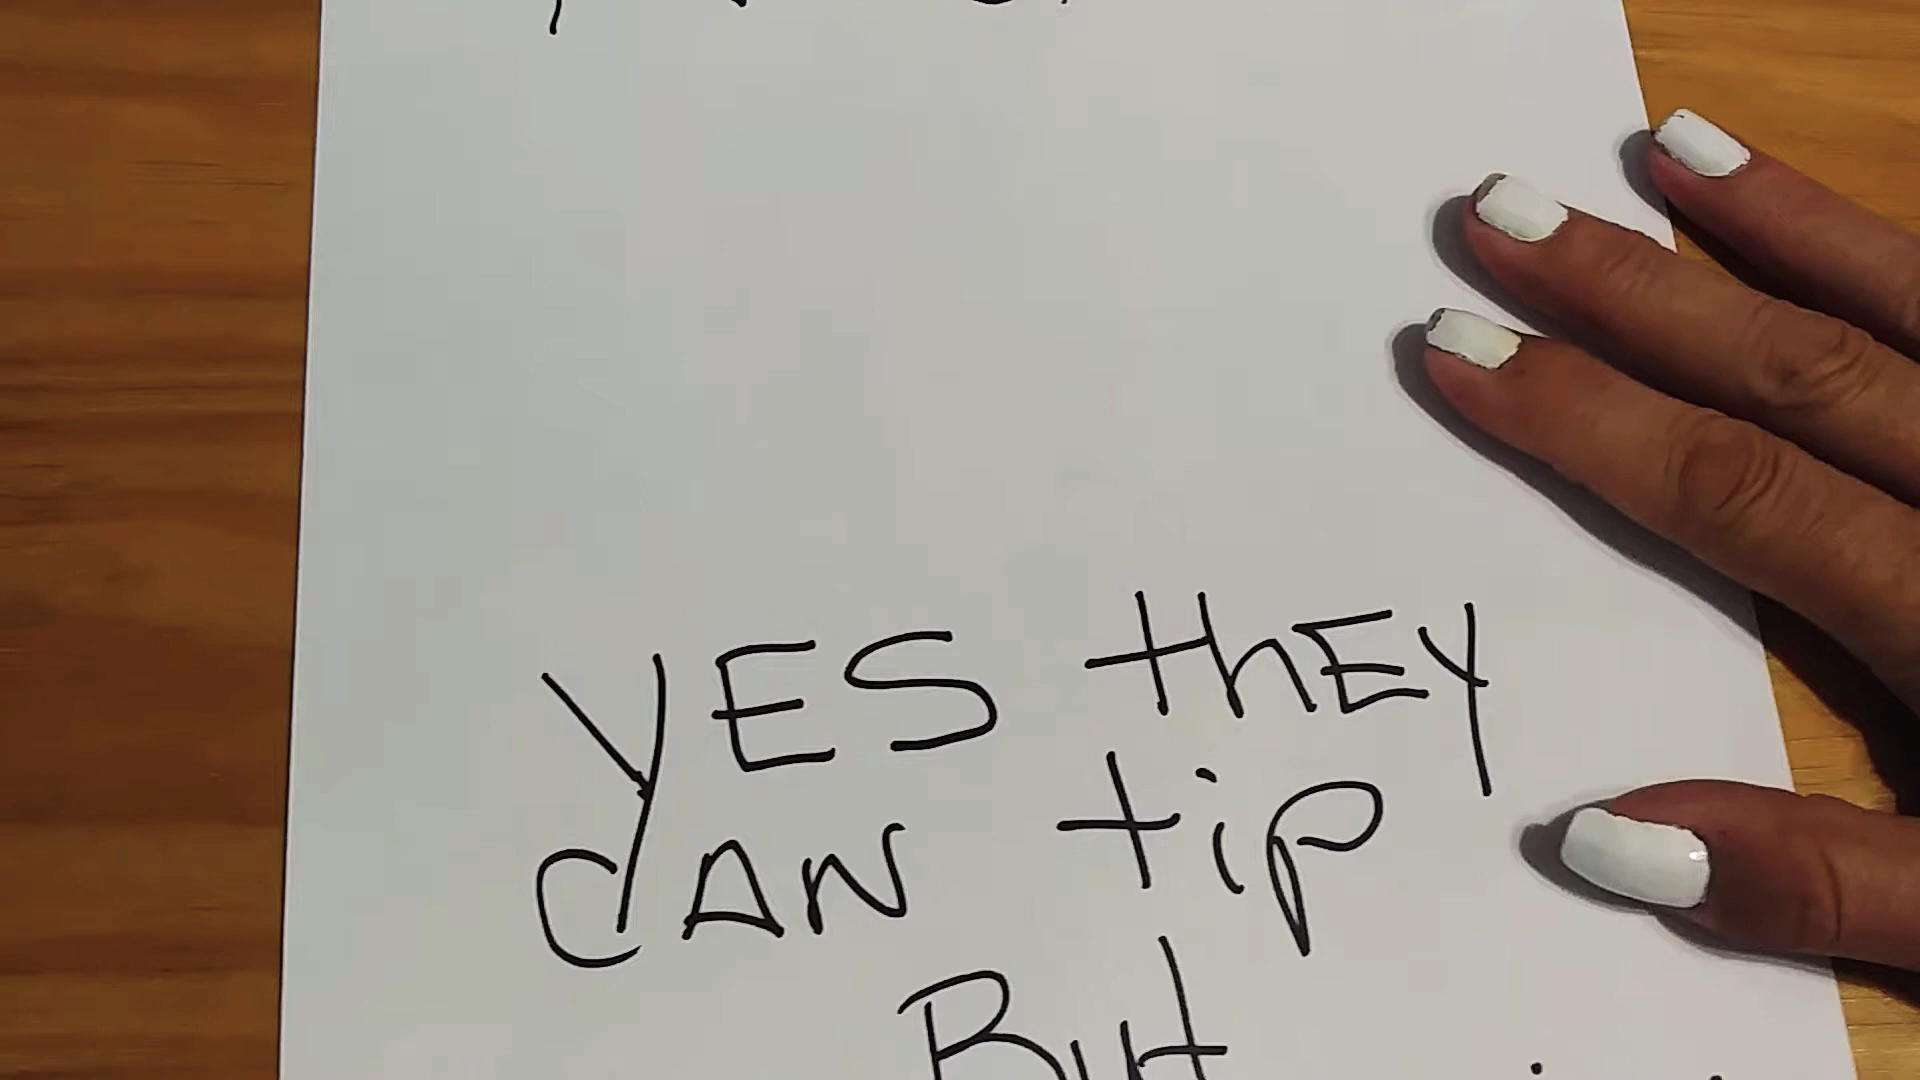 YES thEY
CAN tip
But